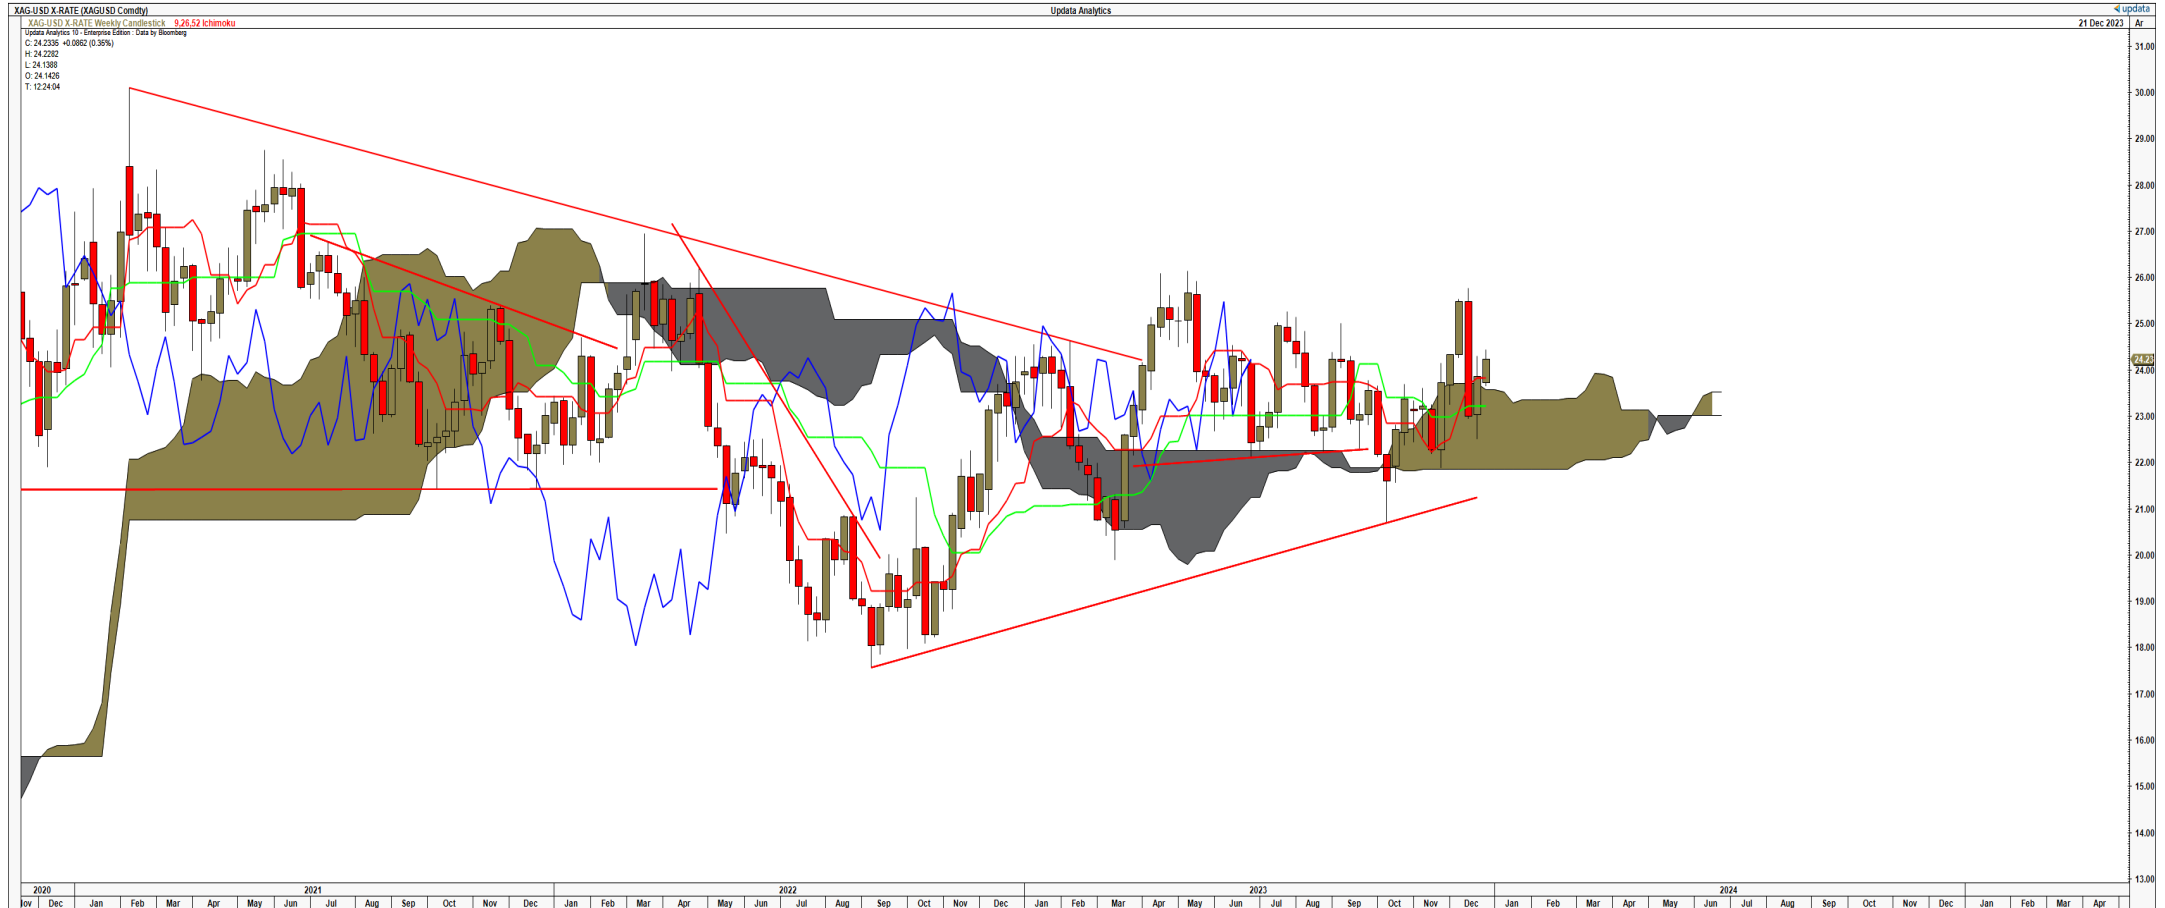 XAG-USD X-RATE (XAGUSD Comdty) Updata Analytics updata
XAG-USD X-RATE Weekly Candlestick 9,26,52 Ichimoku 21 Dec 2023 Ar
Updata Analytics 10 - Enterprise Edition : Data by Bloomberg
C: 24.2335 +0.0862 (0.35%)
H: 24.2282
L: 24.1388
O: 24.1426
T: 12:24:04
31.00
30.00
29.00
28.00
27.00
26.00
25.00
24.2
24.00
23.00
22.00
21.00
20.00
19.00
18.00
17.00
16.00
15.00
14.00
13.00
2020 2021 2022 2023 2024
Nov Dec Jan Feb Mar Apr May Jun Jul Aug Sep Oct Nov Dec Jan Feb Mar Apr May Jun Jul Aug Sep Oct Nov Dec Jan Feb Mar Apr May Jun Jul Aug Sep Oct Nov Dec Jan Feb Mar Apr May Jun Jul Aug Sep Oct Nov Dec Jan Feb Mar Apr